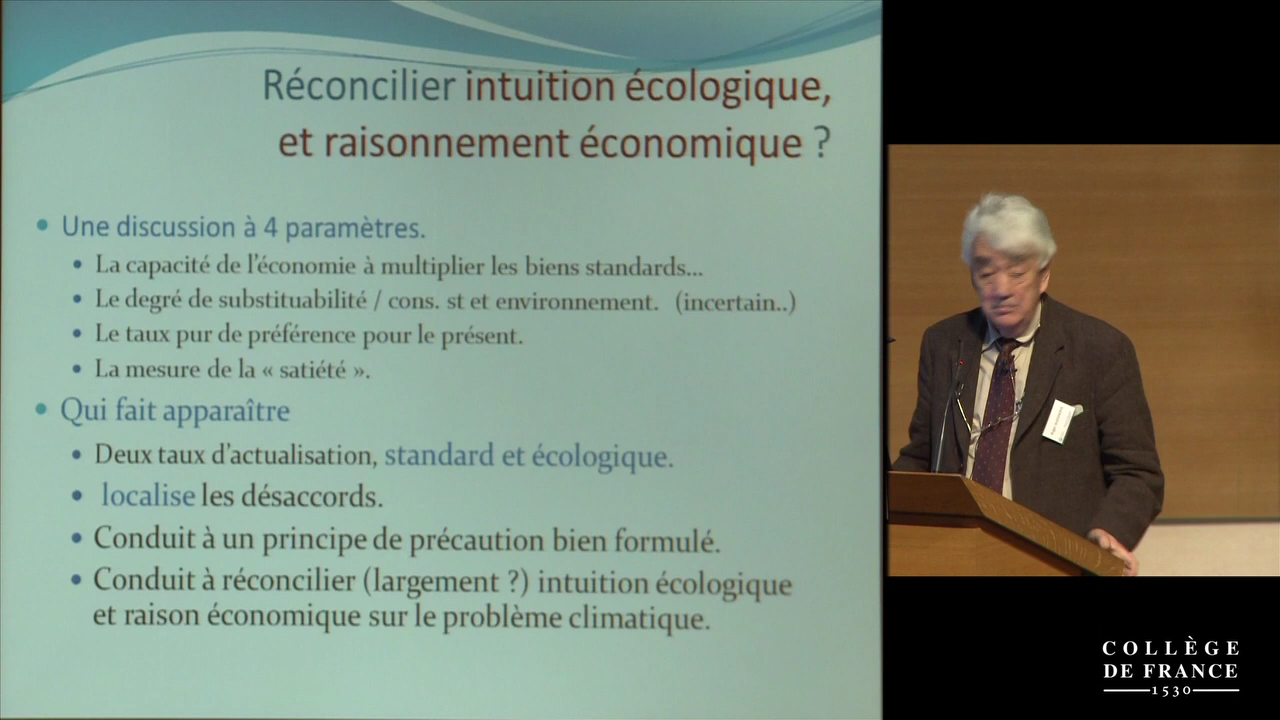 Réconcilier intuition écologique,
et raisonnement économique ?
• Une discussion à 4 paramètres.
• La capacité de l'économie à multiplier les biens standards...
• Le degré de substituabilité / cons. st et environnement. (incertain..)
• Le taux pur de préférence pour le présent.
• La mesure de la « satiété ».
• Qui fait apparaître
• Deux taux d'actualisation, standard et écologique.
• localise les désaccords.
• Conduit à un principe de précaution bien formulé.
• Conduit à réconcilier (largement ?) intuition écologique
et raison économique sur le problème climatique.
COLLÈGE
DE FRANCE
1530